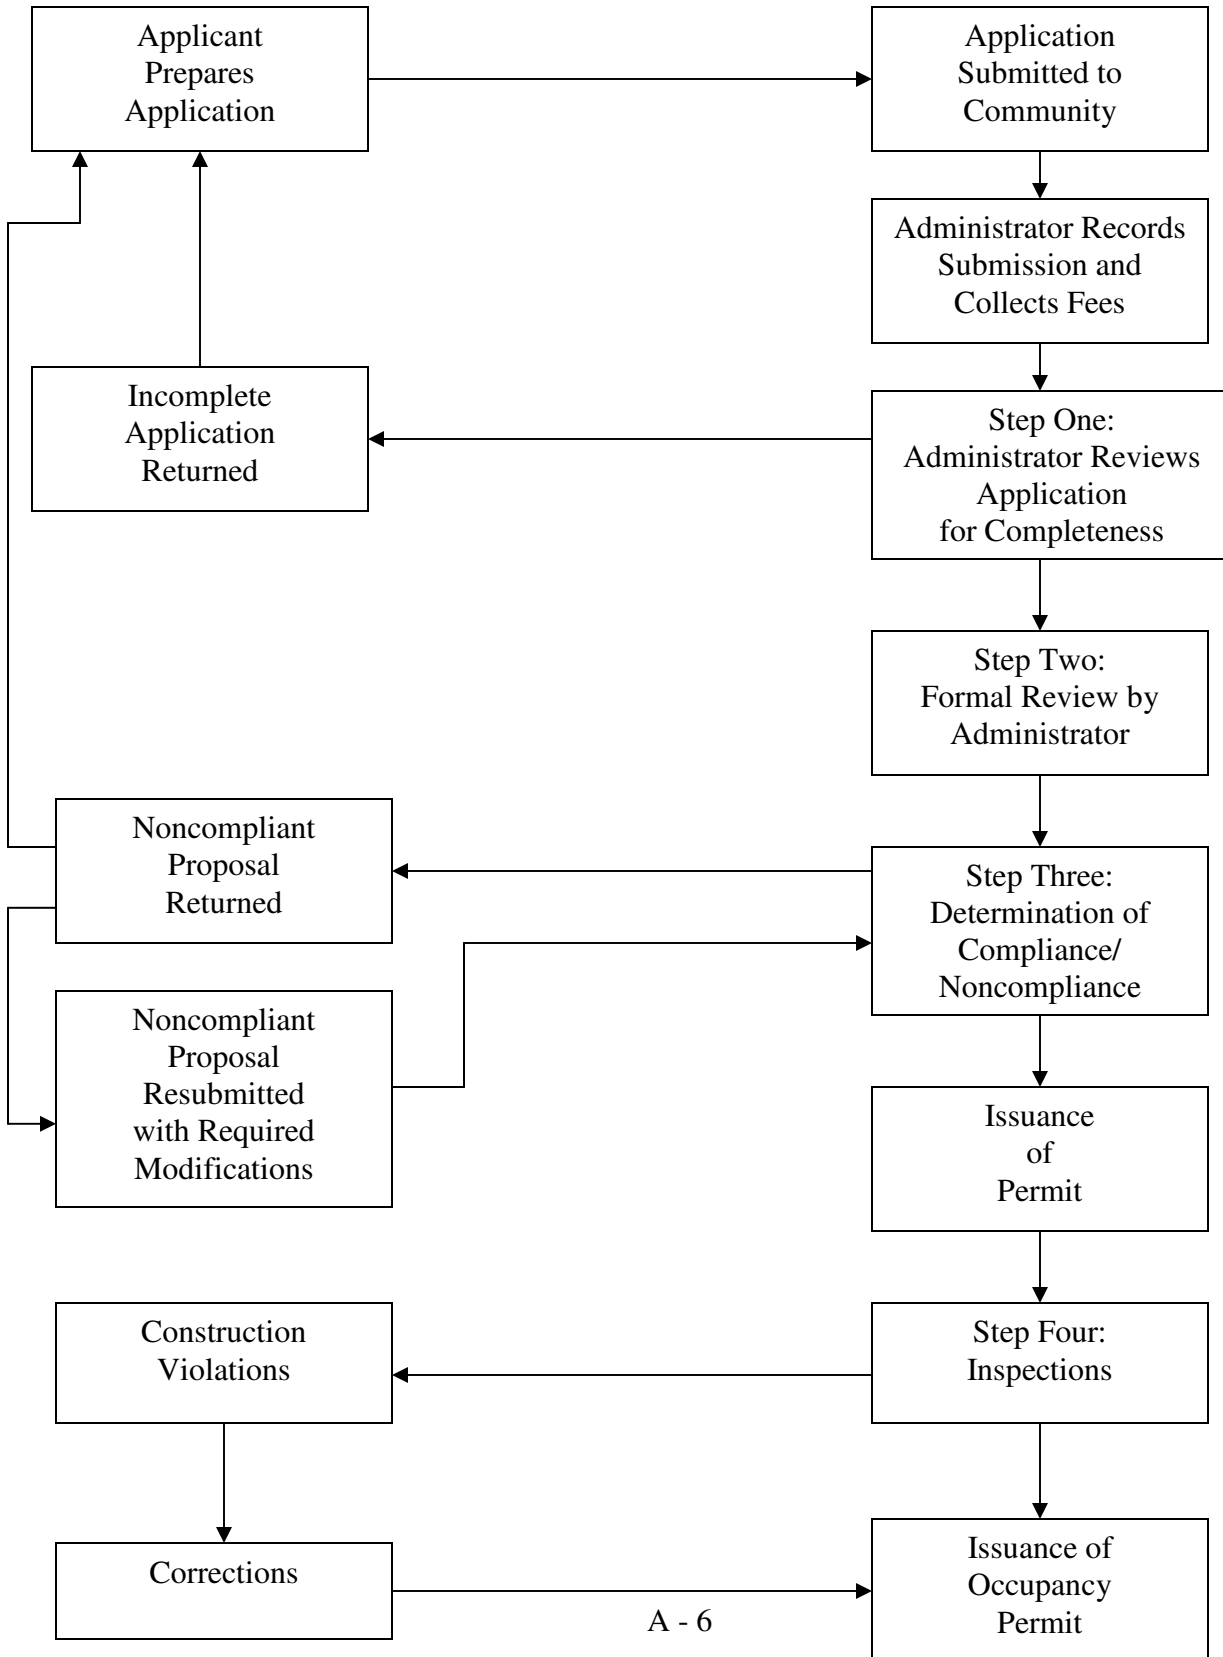 Applicant
Prepares
Application
Application
Submitted to
Community
Administrator Records
Submission and
Collects Fees
Incomplete
Application
Returned
Step One:
Administrator Reviews
Application
for Completeness
Step Two:
Formal Review by
Administrator
Noncompliant
Proposal
Returned
Step Three:
Determination of
Compliance/
Noncompliance
Noncompliant
Proposal
Resubmitted
with Required
Modifications
Issuance
of
Permit
Construction
Violations
Step Four:
Inspections
Corrections
Issuance of
Occupancy
Permit
A - 6